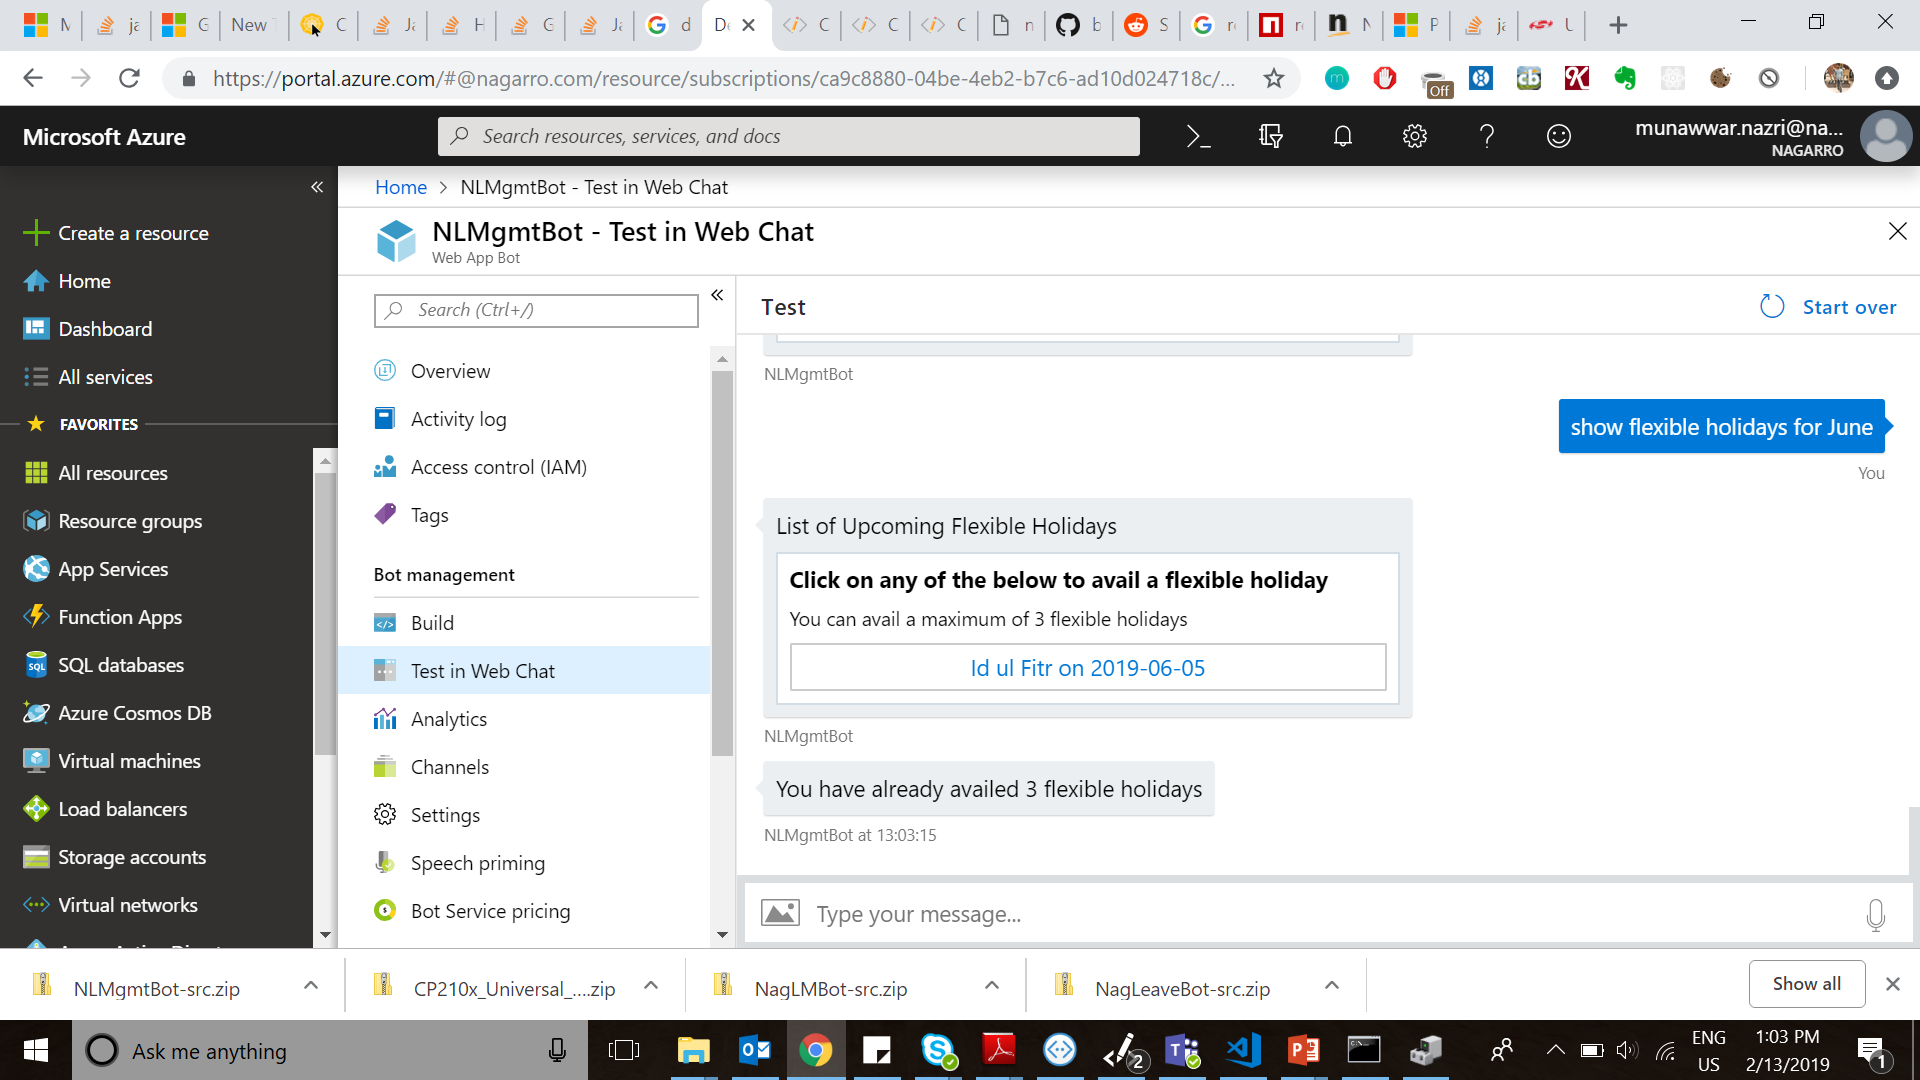 New
https://portal.azure.com/#@nagarro.com/resource/subscriptions/ca9c8880-04be-4eb2-b7c6-ad10d024718c/...
Off
Microsoft Azure
Search resources, services, and docs
munawwar.nazri@na...
NAGARRO
Home > NLMgmtBot - Test in Web Chat
NLMgmtBot - Test in Web Chat
Web App Bot
Create a resource
Home
Dashboard
All services
FAVORITES
All resources
Resource groups
App Services
Function Apps
SQL databases
Azure Cosmos DB
Virtual machines
Load balancers
Storage accounts
Virtual networks
Search (Ctrl+/)
Overview
Activity log
Access control (IAM)
Tags
Bot management
Build
Test in Web Chat
Analytics
Channels
Settings
Speech priming
Bot Service pricing
Test
Start over
NLMgmtBot
show flexible holidays for June
You
List of Upcoming Flexible Holidays
Click on any of the below to avail a flexible holiday
You can avail a maximum of 3 flexible holidays
Id ul Fitr on 2019-06-05
NLMgmtBot
You have already availed 3 flexible holidays
NLMgmtBot at 13:03:15
Type your message...
NLMgmtBot-src.zip
CP210x_Universal_....zip
NagLMBot-src.zip
NagLeaveBot-src.zip
Show all
Ask me anything
2
ENG
US
1:03 PM
2/13/2019
1